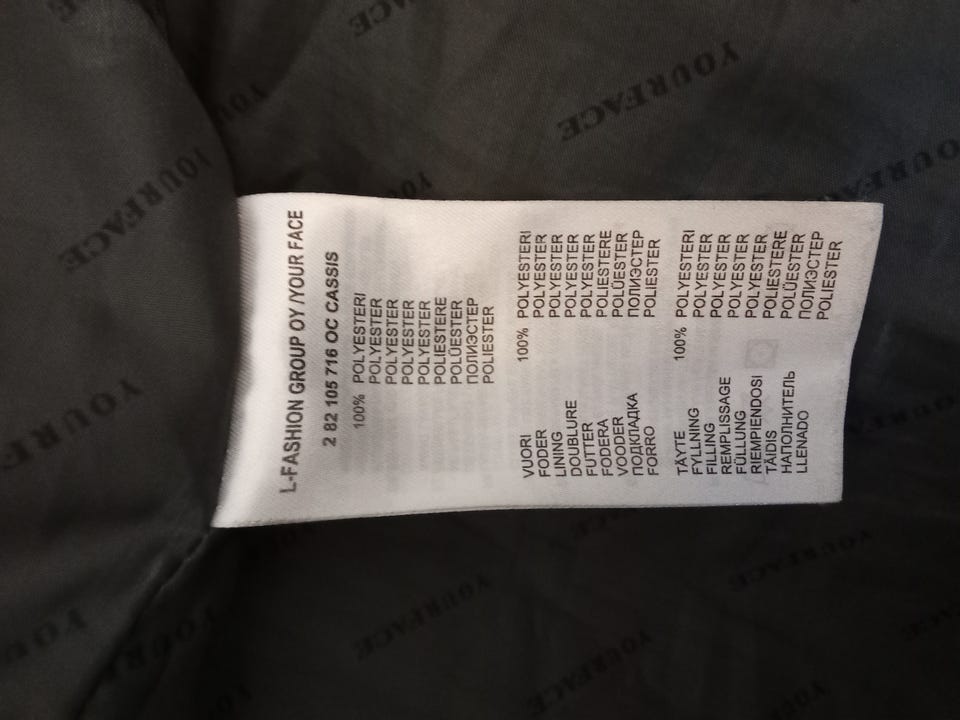 L-FASHION GROUP OY /YOUR FACE
2 82 105 716 OC CASSIS
100% POLYESTERI
POLYESTER
POLYESTER
POLYESTER
POLYESTER
POLIESTERE
POLÜESTER
ПОЛИЭСТЕР
POLIESTER
VUORI 100% POLYESTERI
FODER POLYESTER
LINING POLYESTER
DOUBLURE POLYESTER
FUTTER POLYESTER
FODERA POLIESTERE
VOODER POLÜESTER
ПОДКЛАДКА ПОЛИЭСТЕР
FORRO POLIESTER
TÄYTE 100% POLYESTERI
FYLLNING POLYESTER
FILLING POLYESTER
REMPLISSAGE POLYESTER
FÜLLUNG POLYESTER
RIEMPIENDOSI POLIESTERE
TÄIDIS POLÜESTER
НАПОЛНИТЕЛЬ ПОЛИЭСТЕР
LLENADO POLIESTER
YOURFACE
YOURFACE
YOURFACE
YOURFACE
YOURFACE
YOURFACE